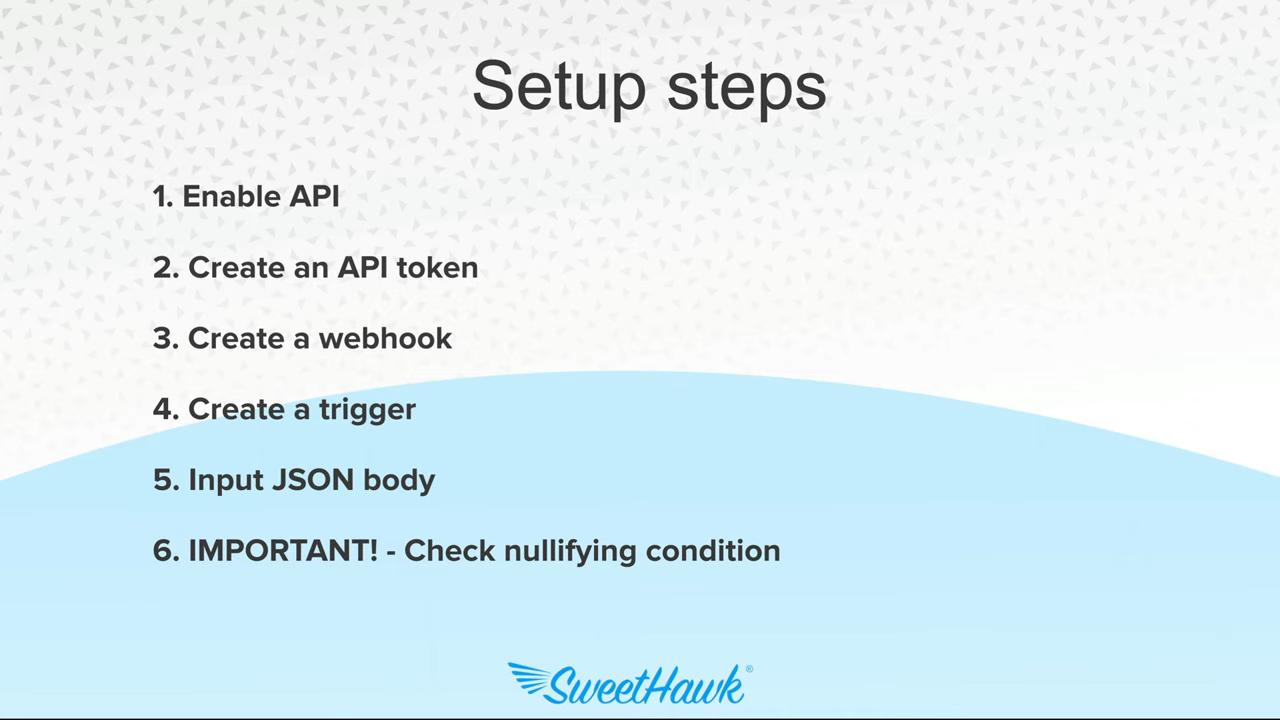 Setup steps
1. Enable API
2. Create an API token
3. Create a webhook
4. Create a trigger
5. Input JSON body
6. IMPORTANT! - Check nullifying condition
SweetHawk®